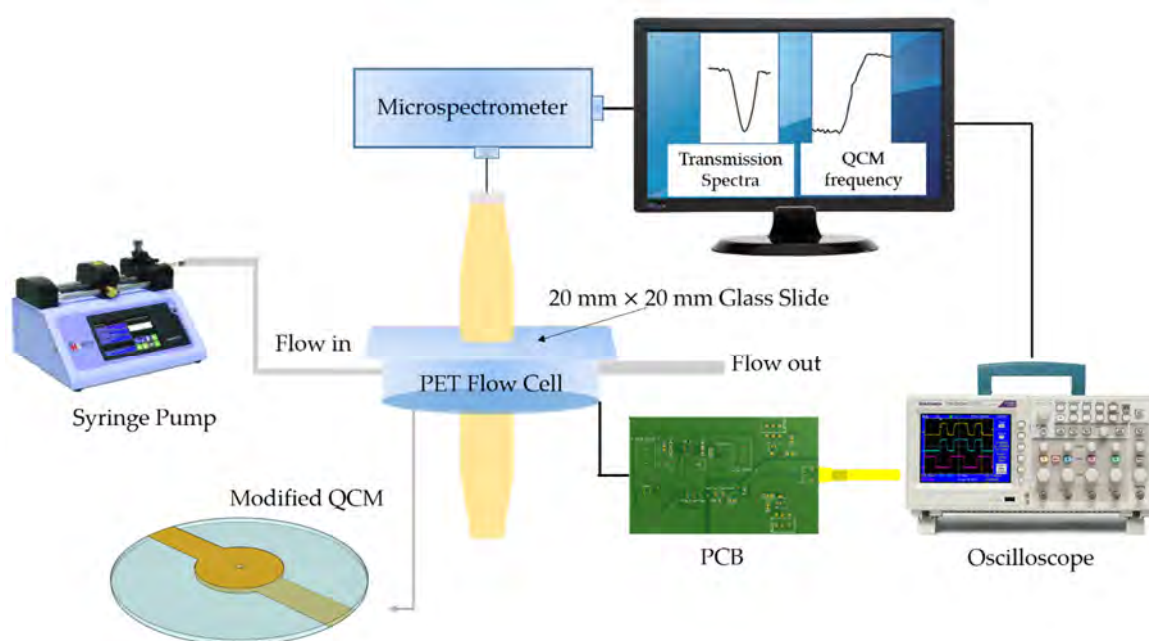 Microspectrometer
Transmission
Spectra
QCM
frequency
20 mm × 20 mm Glass Slide
Flow in
PET Flow Cell
Flow out
Syringe Pump
Modified QCM
PCB
Oscilloscope